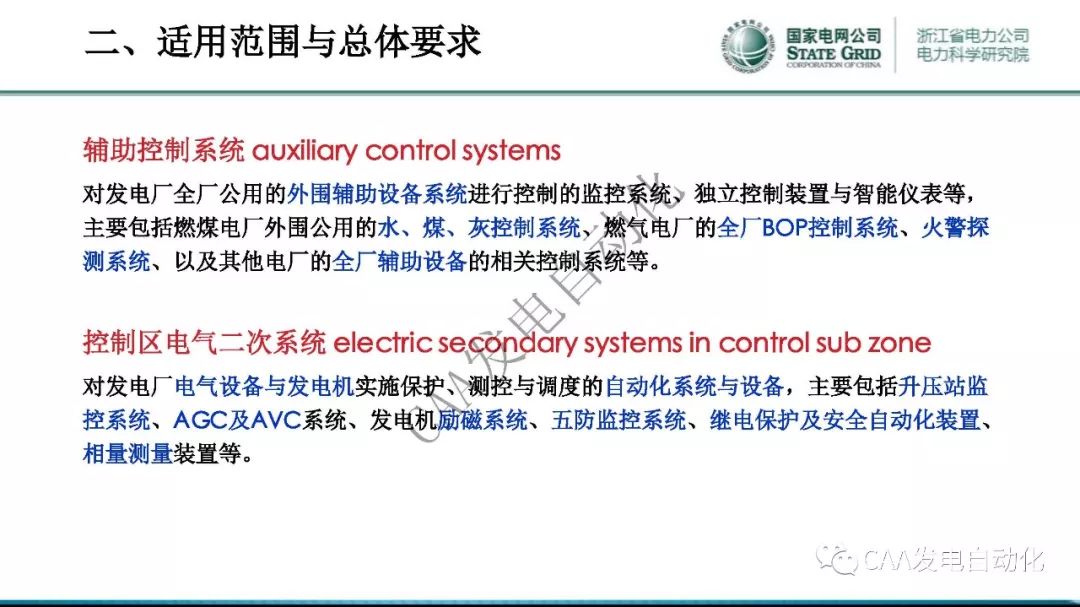 二、适用范围与总体要求
国家电网公司
STATE GRID
CORPORATION OF CHINA
浙江省电力公司
电力科学研究院
辅助控制系统 auxiliary control systems
对发电厂全厂公用的外围辅助设备系统进行控制的监控系统、独立控制装置与智能仪表等，
主要包括燃煤电厂外围公用的水、煤、灰控制系统、燃气电厂的全厂BOP控制系统、火警探
测系统、以及其他电厂的全厂辅助设备的相关控制系统等。
控制区电气二次系统 electric secondary systems in control sub zone
对发电厂电气设备与发电机实施保护、测控与调度的自动化系统与设备，主要包括升压站监
控系统、AGC及AVC系统、发电机励磁系统、五防监控系统、继电保护及安全自动化装置、
相量测量装置等。
CAA发电自动化
CAA发电自动化